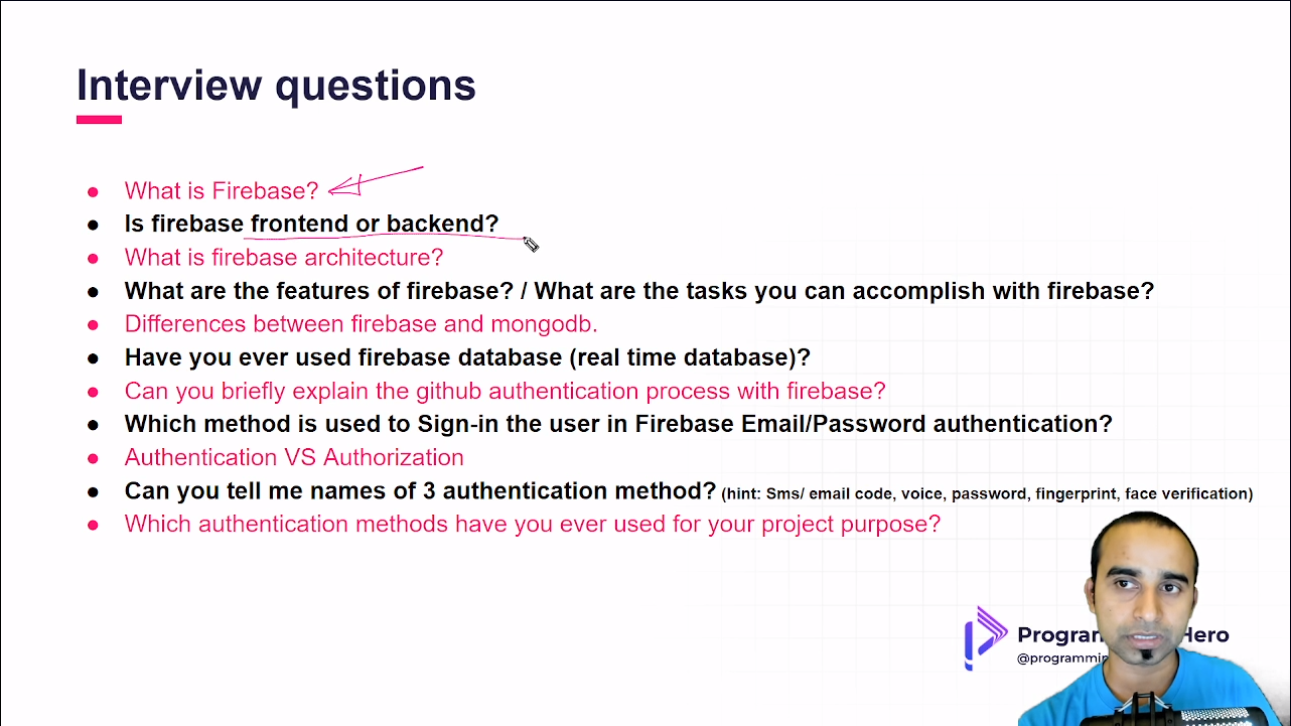 Interview questions
What is Firebase?
Is firebase frontend or backend?
What is firebase architecture?
What are the features of firebase? / What are the tasks you can accomplish with firebase?
Differences between firebase and mongodb.
Have you ever used firebase database (real time database)?
Can you briefly explain the github authentication process with firebase?
Which method is used to Sign-in the user in Firebase Email/Password authentication?
Authentication VS Authorization
Can you tell me names of 3 authentication method? (hint: Sms/ email code, voice, password, fingerprint, face verification)
Which authentication methods have you ever used for your project purpose?